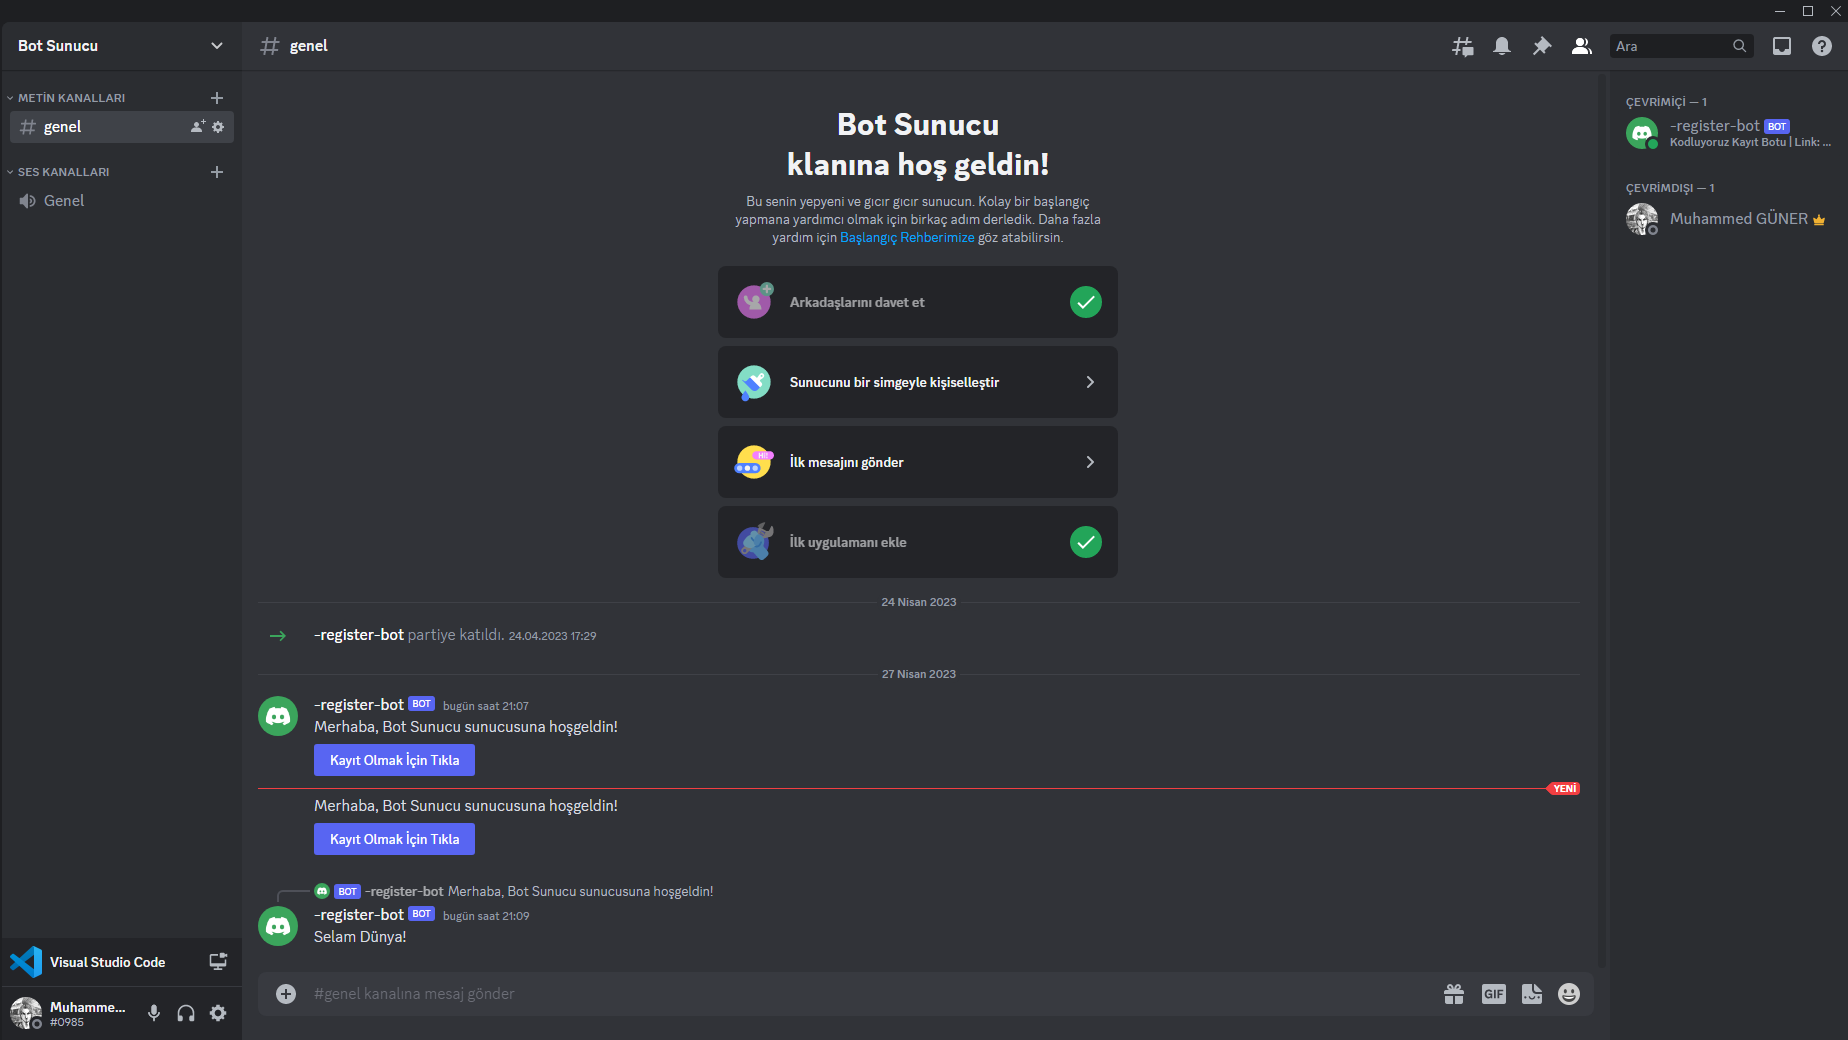 Bot Sunucu
METİN KANALLARI
genel
SES KANALLARI
Genel
Visual Studio Code
Muhamme...
#0985
genel
Ara
Bot Sunucu
klanına hoş geldin!
Bu senin yepyeni ve gıcır gıcır sunucun. Kolay bir başlangıç
yapmana yardımcı olmak için birkaç adım derledik. Daha fazla
yardım için Başlangıç Rehberimize göz atabilirsin.
Arkadaşlarını davet et
Sunucunu bir simgeyle kişiselleştir
Hi!
İlk mesajını gönder
İlk uygulamanı ekle
24 Nisan 2023
-register-bot partiye katıldı. 24.04.2023 17:29
27 Nisan 2023
-register-bot BOT bugün saat 21:07
Merhaba, Bot Sunucu sunucusuna hoşgeldin!
Kayıt Olmak İçin Tıkla
YENİ
Merhaba, Bot Sunucu sunucusuna hoşgeldin!
Kayıt Olmak İçin Tıkla
BOT -register-bot Merhaba, Bot Sunucu sunucusuna hoşgeldin!
-register-bot BOT bugün saat 21:09
Selam Dünya!
#genel kanalına mesaj gönder
GIF
ÇEVRİMİÇİ — 1
-register-bot BOT
Kodluyoruz Kayıt Botu | Link: ...
ÇEVRİMDIŞI — 1
Muhammed GÜNER